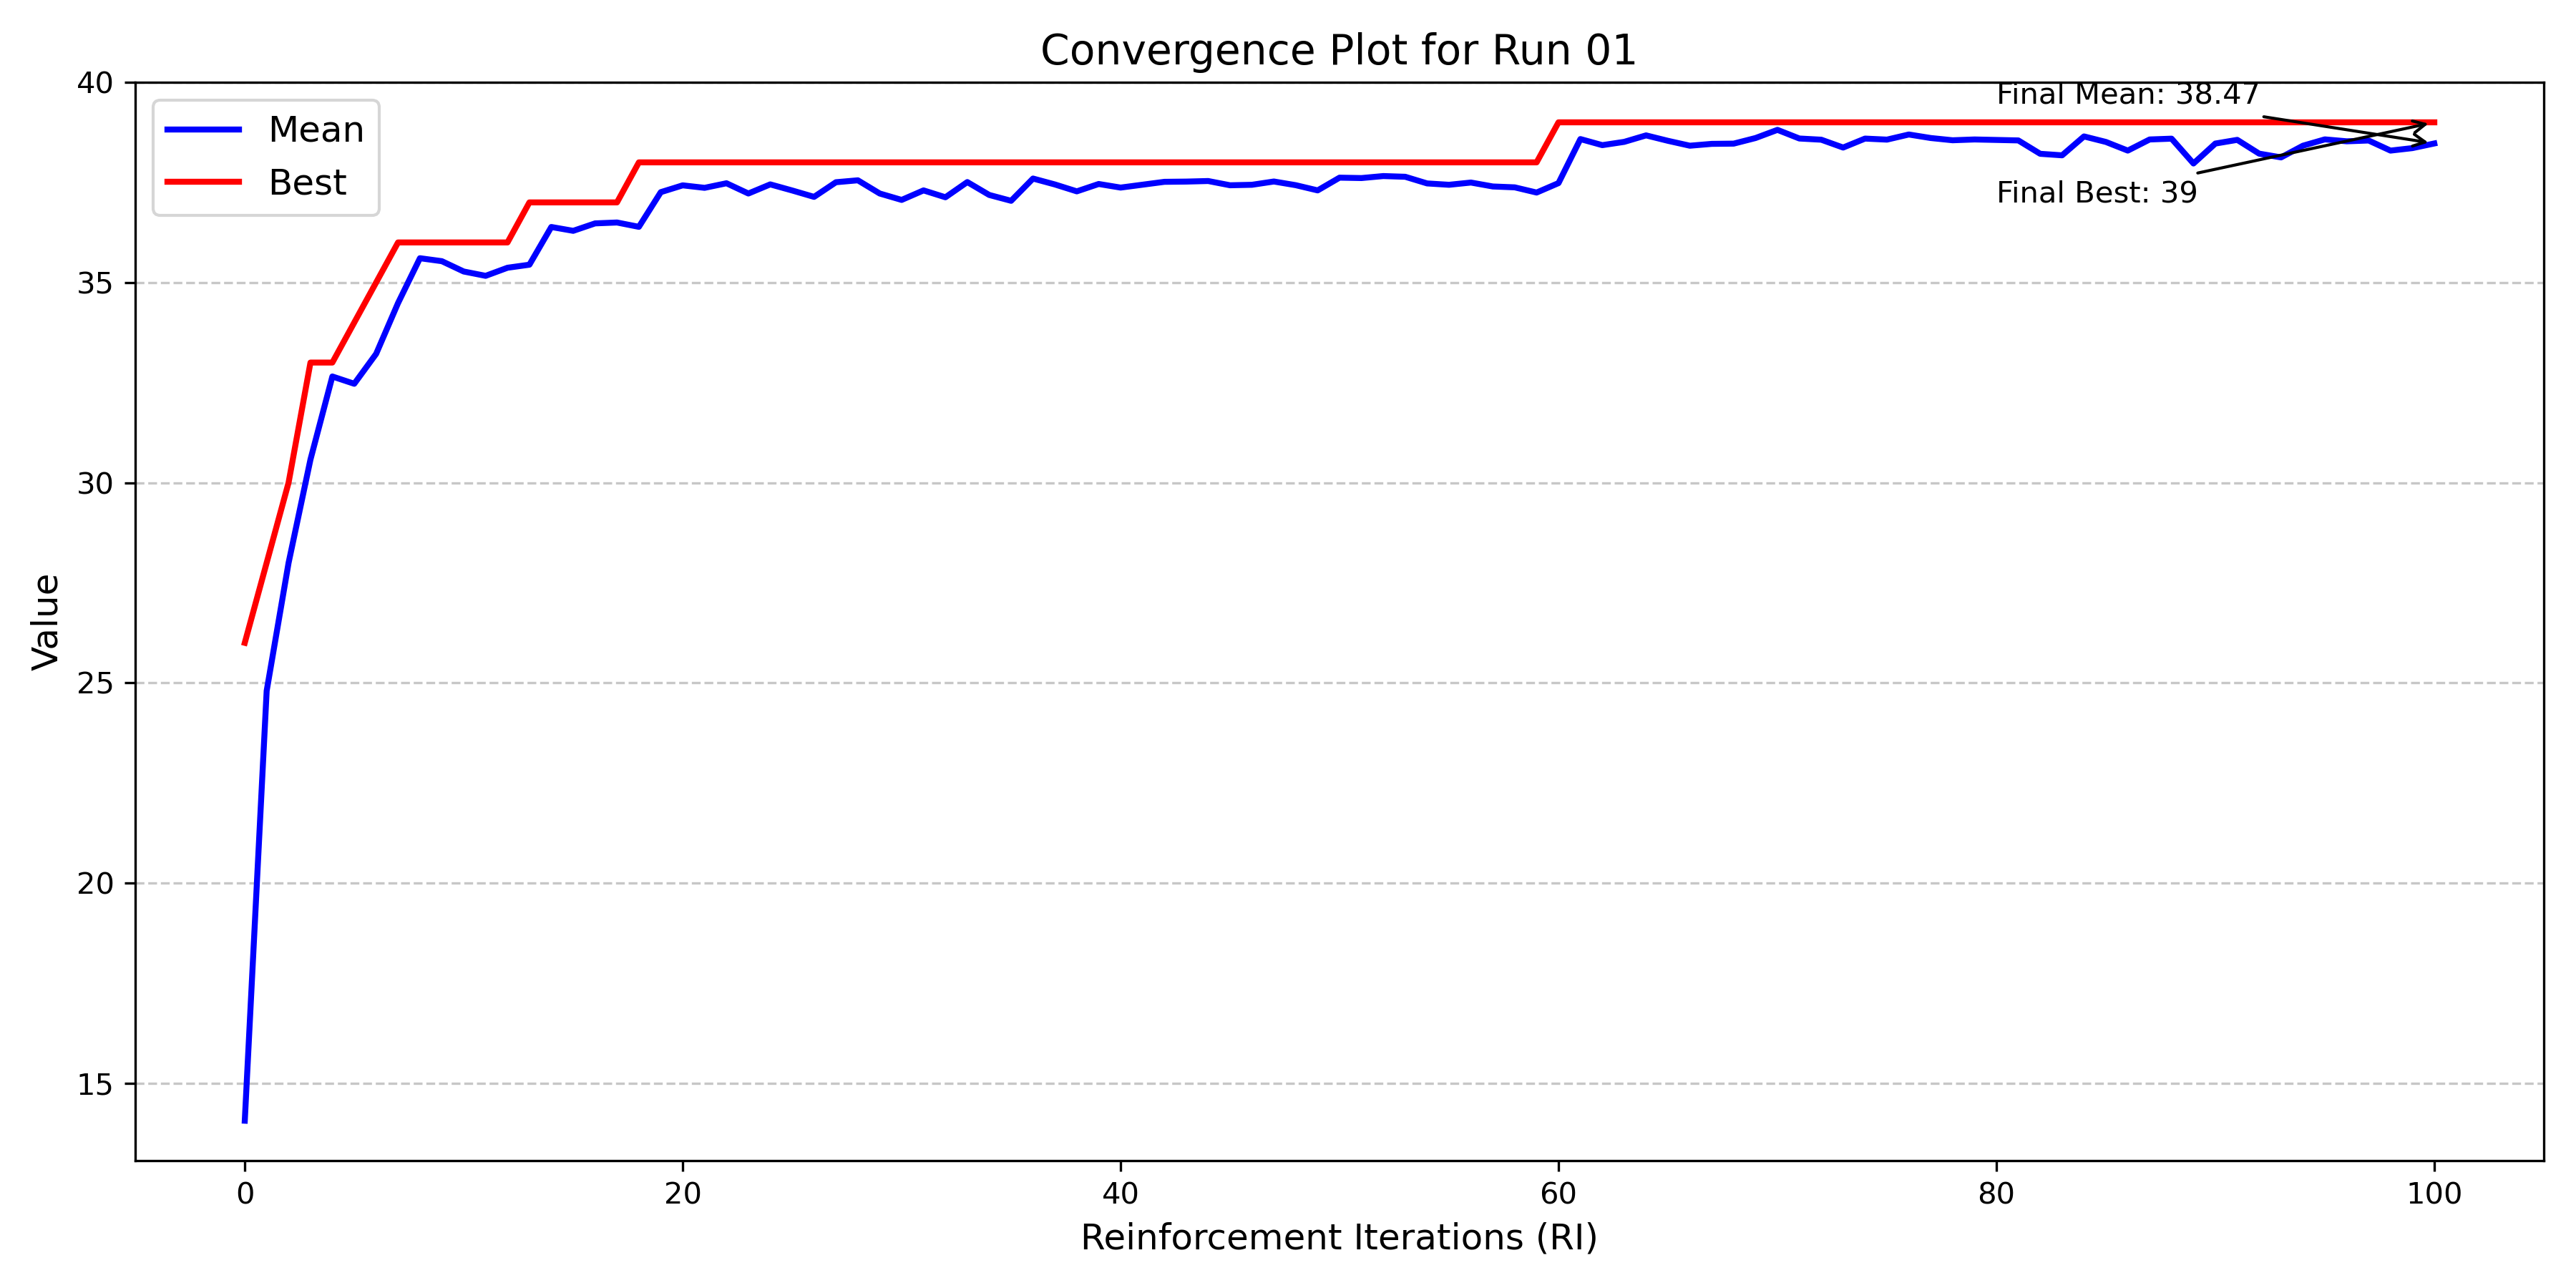 Convergence Plot for Run 01
40
35
30
25
20
15
Value
Mean
Best
Final Mean: 38.47
Final Best: 39
0
20
40
60
80
100
Reinforcement Iterations (RI)